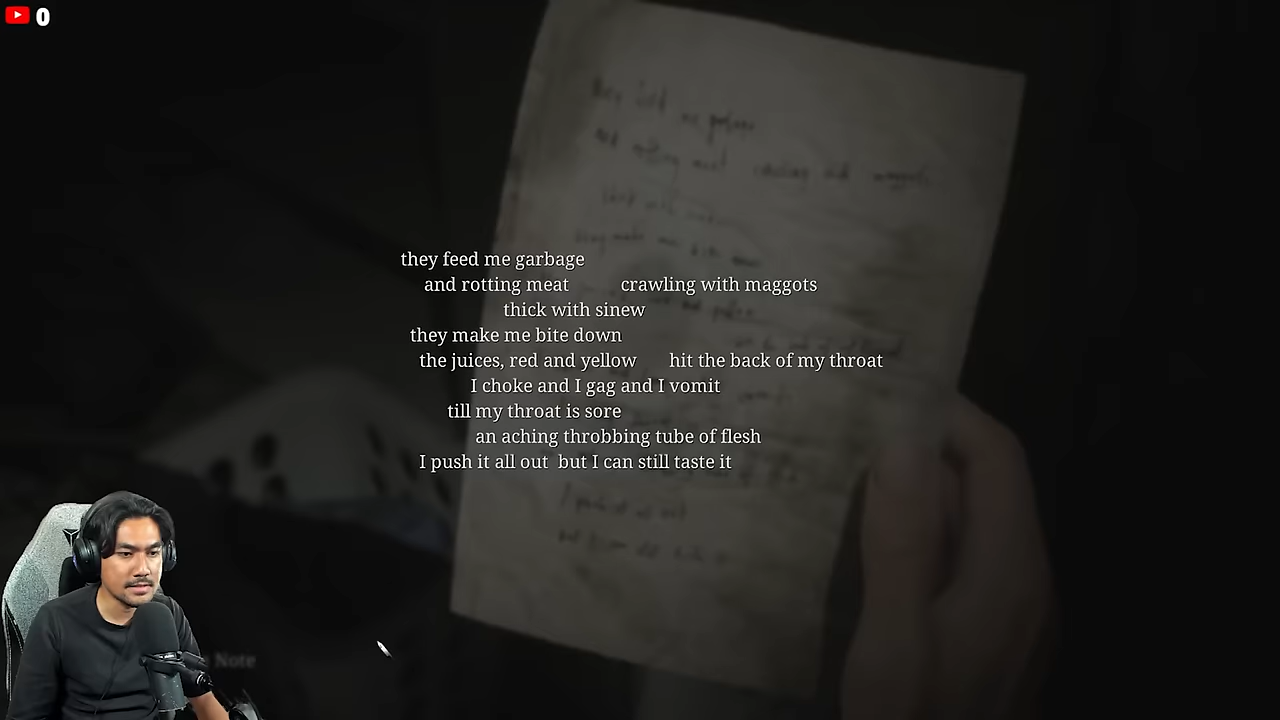 0
they feed me garbage
and rotting meat crawling with maggots
thick with sinew
they make me bite down
the juices, red and yellow hit the back of my throat
I choke and I gag and I vomit
till my throat is sore
an aching throbbing tube of flesh
I push it all out but I can still taste it
Note